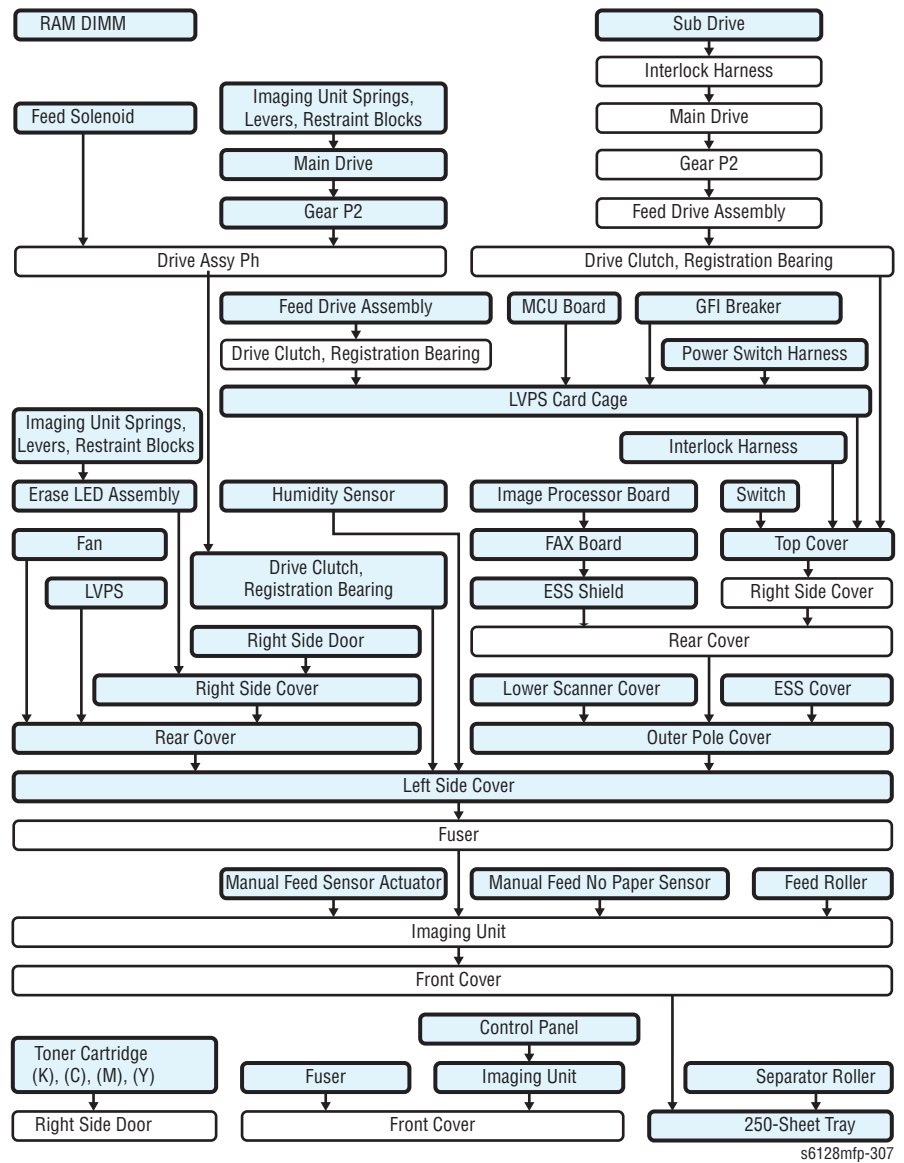 RAM DIMM
Sub Drive
Interlock Harness
Imaging Unit Springs,
Levers, Restraint Blocks
Feed Solenoid
Main Drive
Main Drive
Gear P2
Gear P2
Feed Drive Assembly
Drive Assy Ph
Drive Clutch, Registration Bearing
Feed Drive Assembly
MCU Board
GFI Breaker
Drive Clutch, Registration Bearing
Power Switch Harness
LVPS Card Cage
Imaging Unit Springs,
Levers, Restraint Blocks
Interlock Harness
Erase LED Assembly
Humidity Sensor
Image Processor Board
Switch
Fan
FAX Board
Top Cover
Drive Clutch,
Registration Bearing
LVPS
ESS Shield
Right Side Cover
Right Side Door
Rear Cover
Right Side Cover
Lower Scanner Cover
ESS Cover
Rear Cover
Outer Pole Cover
Left Side Cover
Fuser
Manual Feed Sensor Actuator
Manual Feed No Paper Sensor
Feed Roller
Imaging Unit
Front Cover
Control Panel
Toner Cartridge
(K), (C), (M), (Y)
Fuser
Imaging Unit
Separator Roller
Right Side Door
Front Cover
250-Sheet Tray
s6128mfp-307